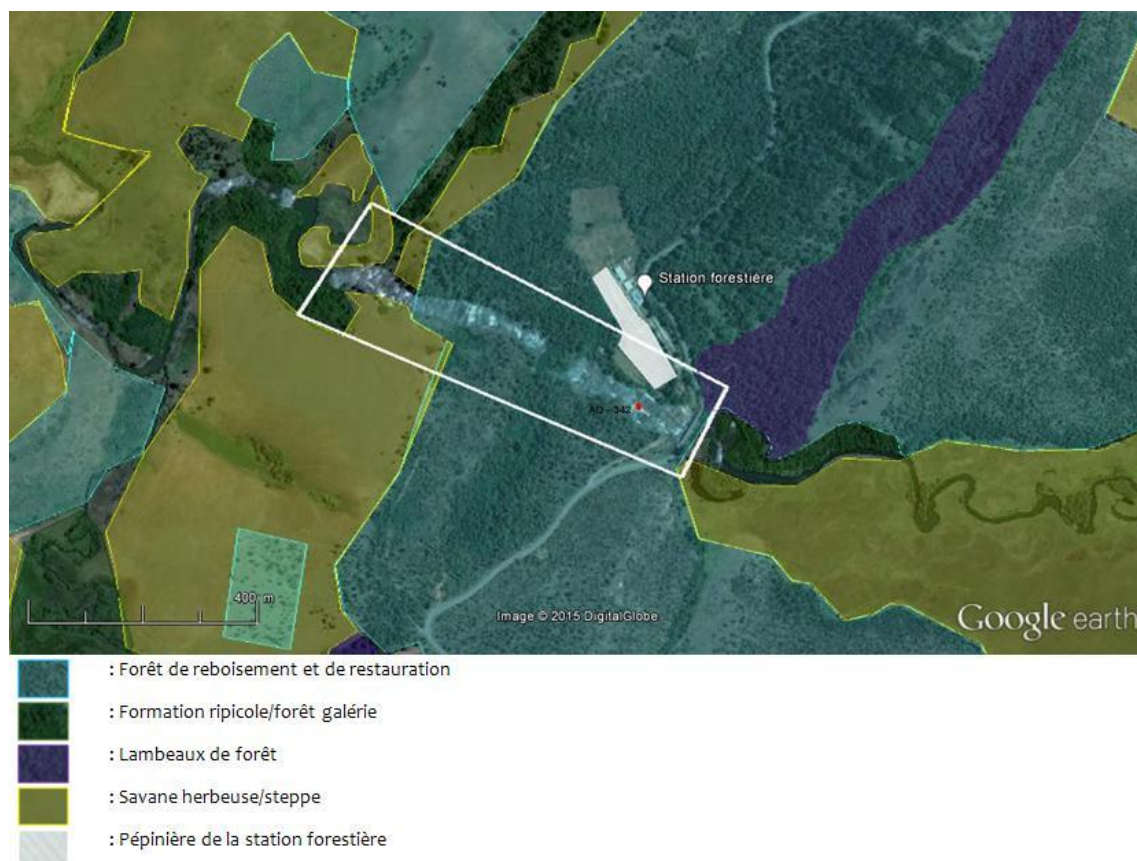 Station forestière
AD - 342
400 m
Image © 2015 DigitalGlobe
Google earth
: Forêt de reboisement et de restauration
: Formation ripicole/forêt galérie
: Lambeaux de forêt
: Savane herbeuse/steppe
: Pépinière de la station forestière